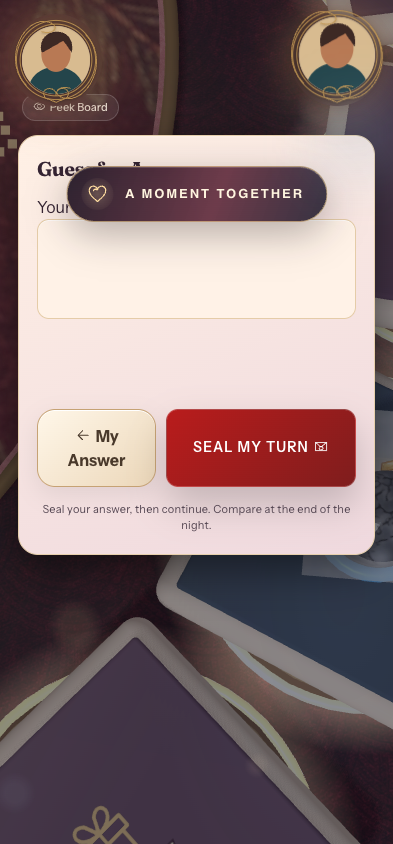 Peek Board
A MOMENT TOGETHER
← My
Answer
SEAL MY TURN
Seal your answer, then continue. Compare at the end of the
night.